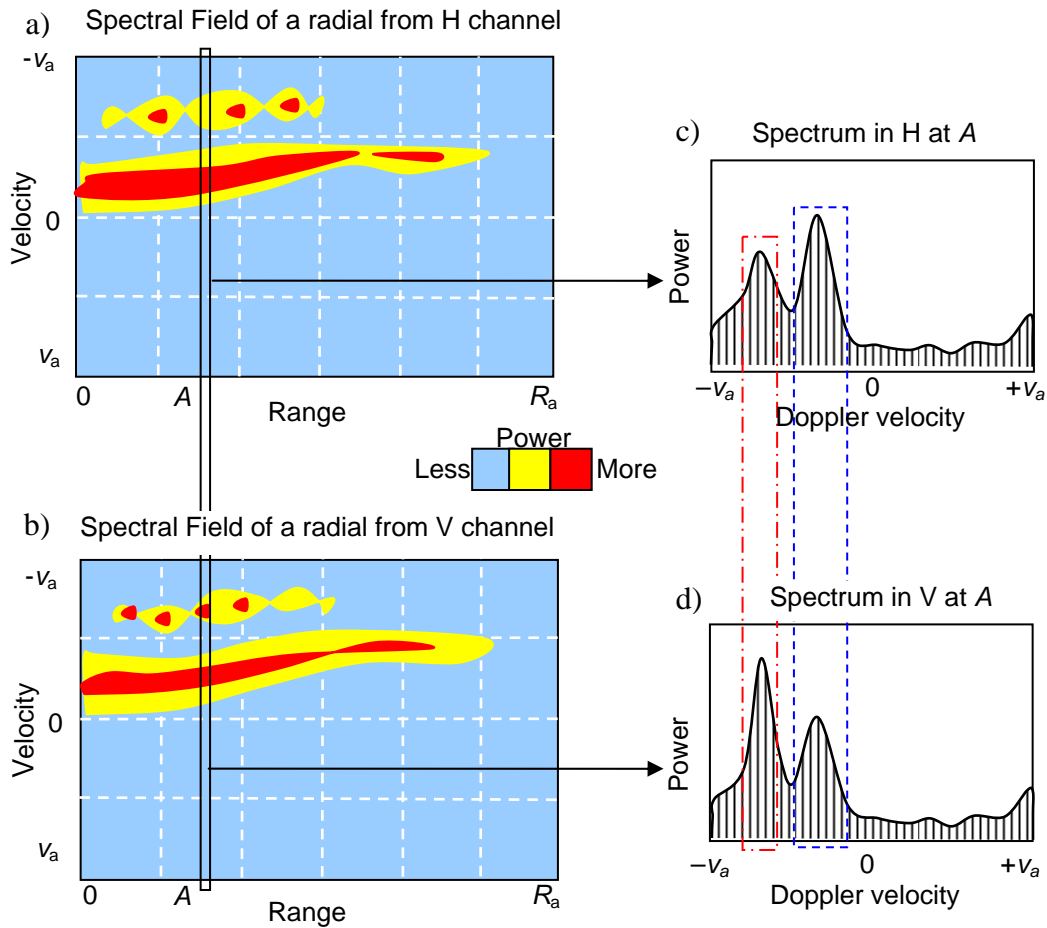 a) Spectral Field of a radial from H channel
-vₐ
Velocity
0
vₐ
0
A
Range
Rₐ
c) Spectrum in H at A
Power
–vₐ
0
+vₐ
Doppler velocity
Power
Less
More
b) Spectral Field of a radial from V channel
-vₐ
Velocity
0
vₐ
0
A
Range
Rₐ
d) Spectrum in V at A
Power
–vₐ
0
+vₐ
Doppler velocity